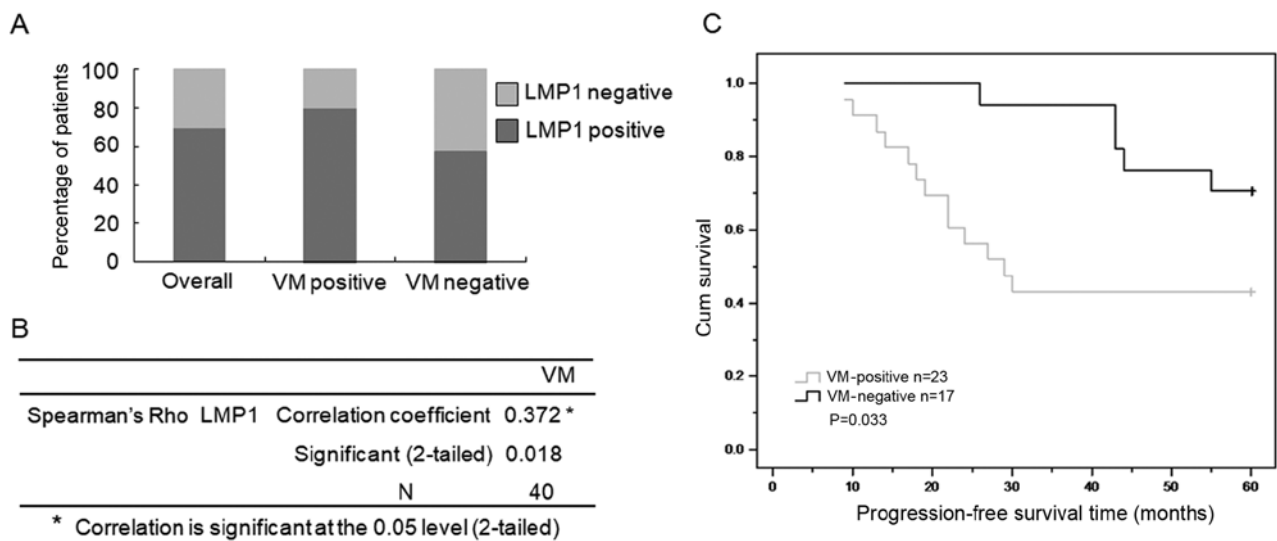 A
Percentage of patients
100
80
60
40
20
0
Overall
VM positive
VM negative
LMP1 negative
LMP1 positive
B
VM
Spearman's Rho LMP1 Correlation coefficient 0.372 *
Significant (2-tailed) 0.018
N 40
* Correlation is significant at the 0.05 level (2-tailed)
C
Cum survival
1.0
0.8
0.6
0.4
0.2
0.0
VM-positive n=23
VM-negative n=17
P=0.033
0 10 20 30 40 50 60
Progression-free survival time (months)